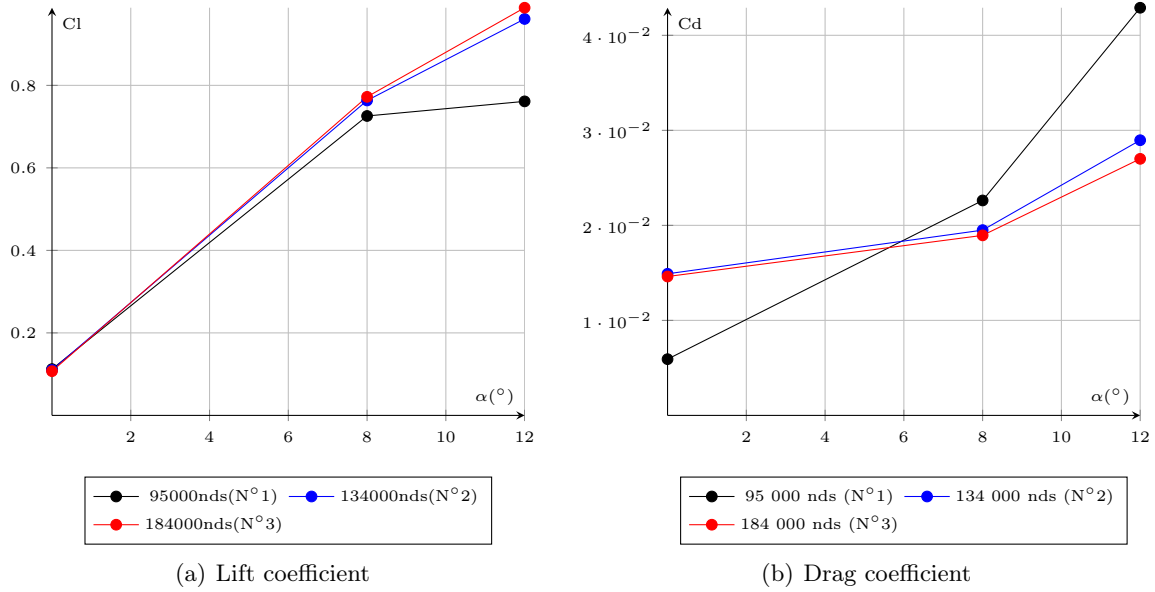 Cl
0.8
0.6
0.4
0.2
2 4 6 8 10 12
α(°)
95000nds(N°1) 134000nds(N°2)
184000nds(N°3)
(a) Lift coefficient
Cd
4 · 10⁻²
3 · 10⁻²
2 · 10⁻²
1 · 10⁻²
2 4 6 8 10 12
α(°)
95 000 nds (N°1) 134 000 nds (N°2)
184 000 nds (N°3)
(b) Drag coefficient